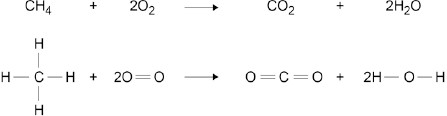 CH₄ + 2O₂ → CO₂ + 2H₂O
H
H — C — H + 2O = O → O = C = O + 2H — O — H
H